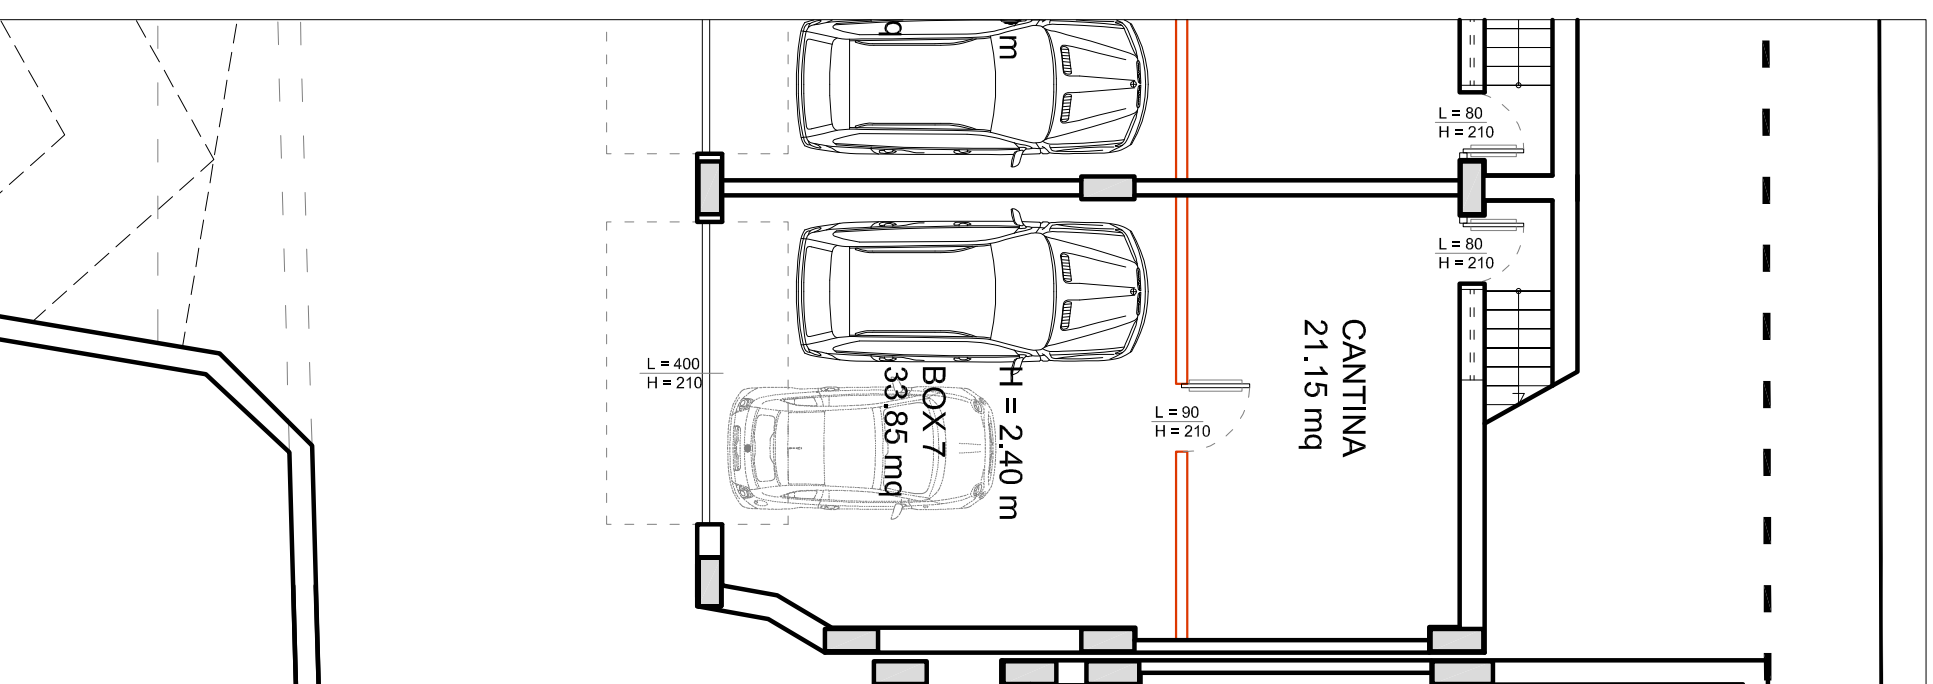 q
m
L = 80
H = 210
L = 80
H = 210
L = 400
H = 210
BOX 7
33.85 mq
H = 2.40 m
L = 90
H = 210
CANTINA
21.15 mq